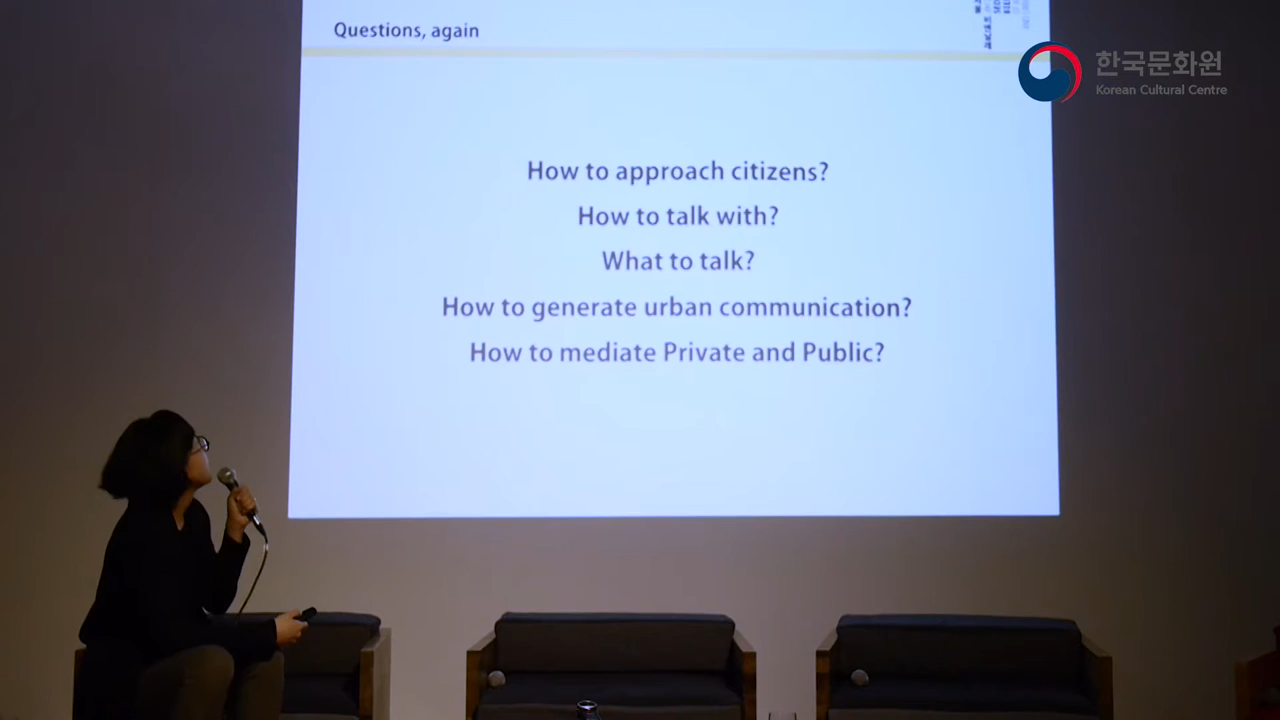 Questions, again
한국문화원
Korean Cultural Centre
How to approach citizens?
How to talk with?
What to talk?
How to generate urban communication?
How to mediate Private and Public?